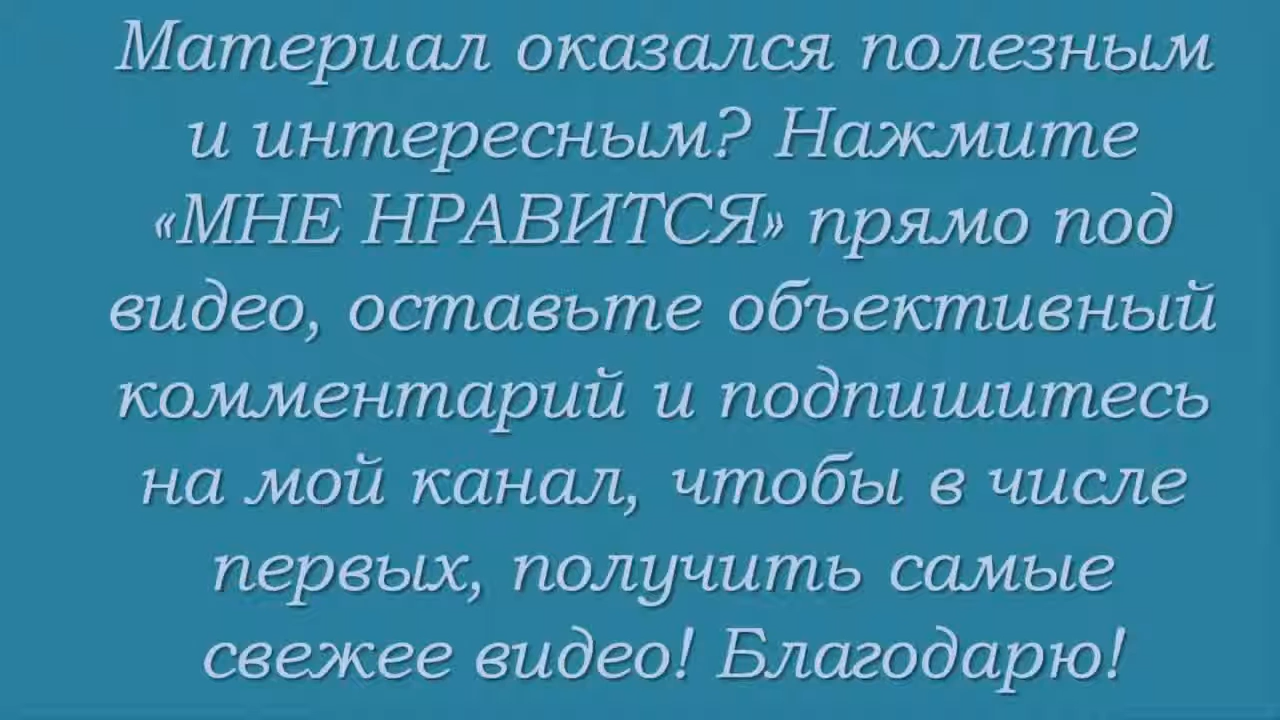 Материал оказался полезным
и интересным? Нажмите
«МНЕ НРАВИТСЯ» прямо под
видео, оставьте объективный
комментарий и подпишитесь
на мой канал, чтобы в числе
первых, получить самые
свежее видео! Благодарю!